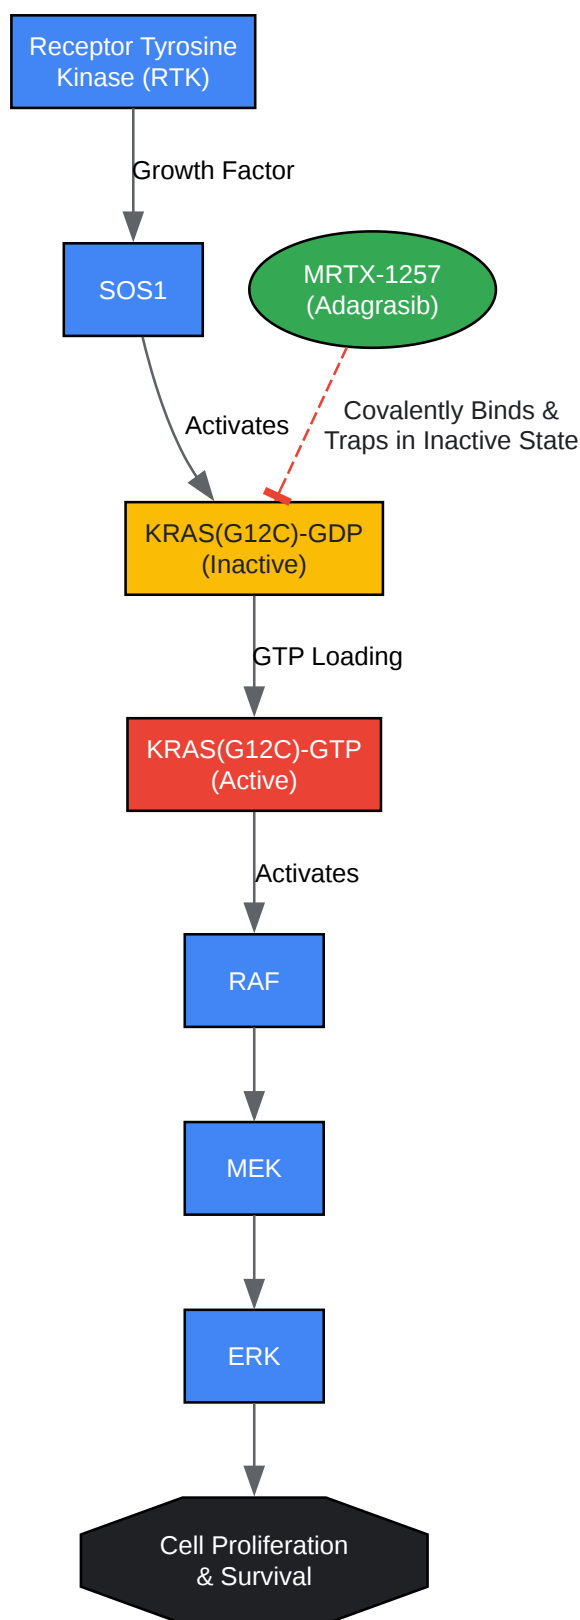 Receptor Tyrosine
Kinase (RTK)
Growth Factor
SOS1
MRTX-1257
(Adagrasib)
Activates
Covalently Binds &
Traps in Inactive State
KRAS(G12C)-GDP
(Inactive)
GTP Loading
KRAS(G12C)-GTP
(Active)
Activates
RAF
MEK
ERK
Cell Proliferation
& Survival